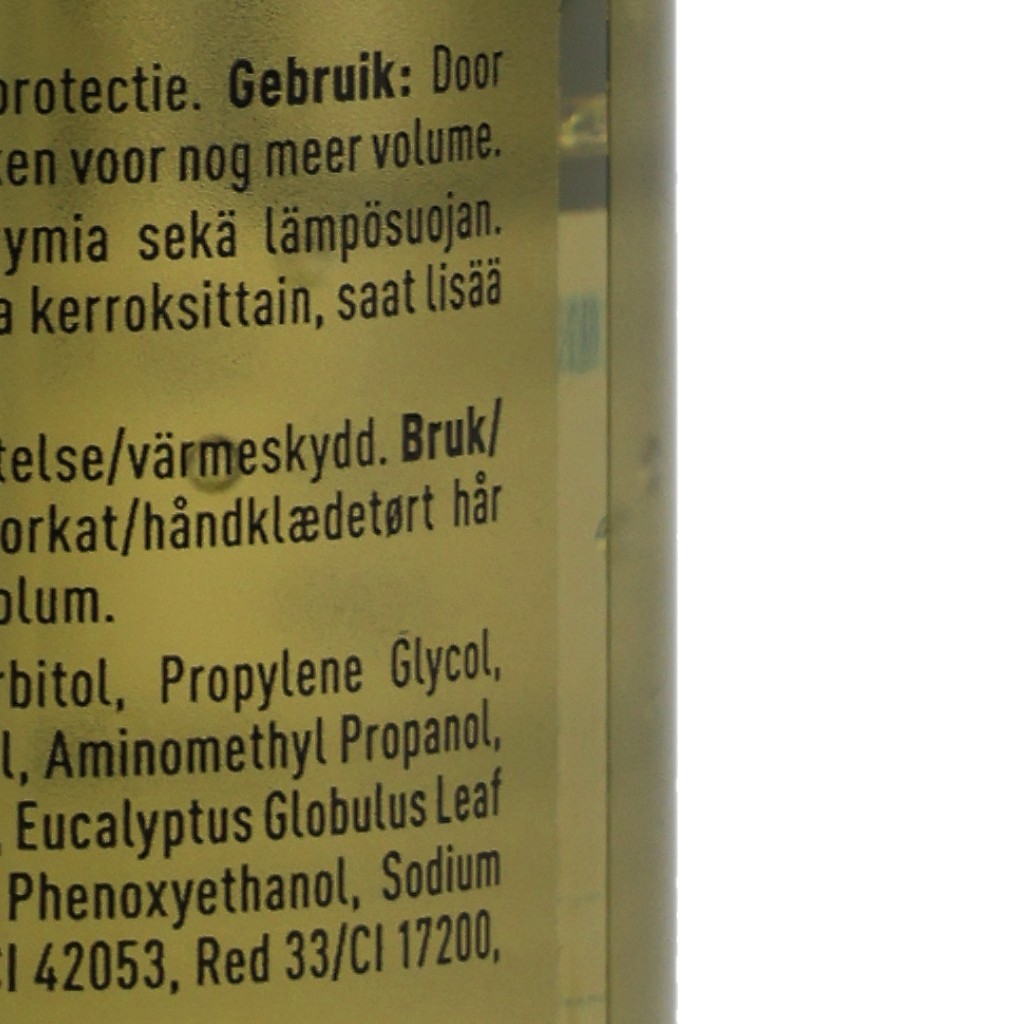 protectie. Gebruik: Door
ken voor nog meer volume.
ymia sekä lämpösuojan.
a kerroksittain, saat lisää
telse/värmeskydd. Bruk/
orkat/håndklædetørt hår
olum.
rbitol, Propylene Glycol,
l, Aminomethyl Propanol,
, Eucalyptus Globulus Leaf
Phenoxyethanol, Sodium
CI 42053, Red 33/CI 17200,